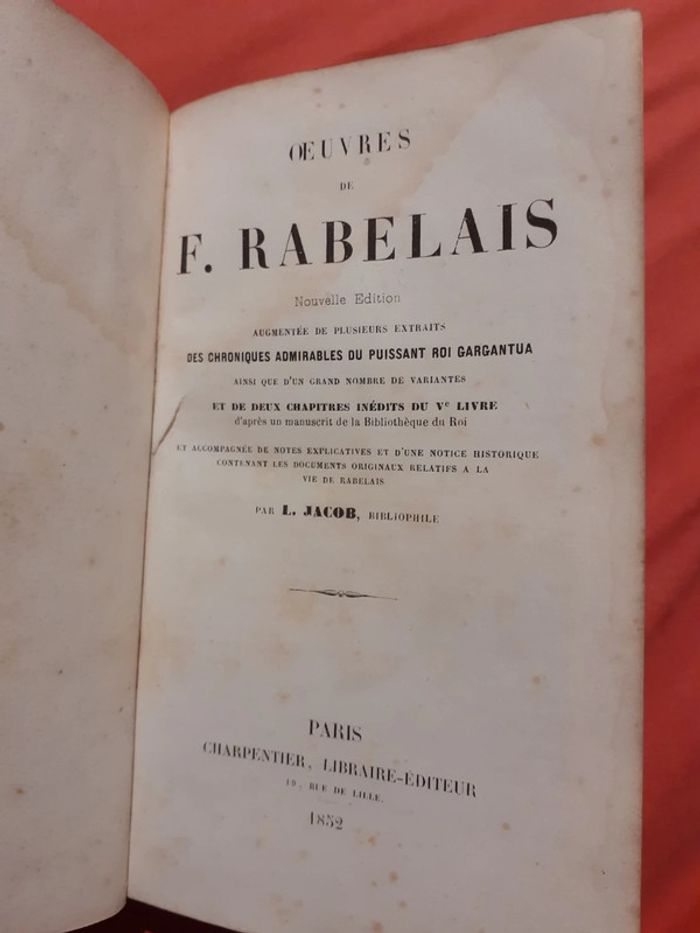 ŒUVRES
DE
F. RABELAIS
Nouvelle Edition
AUGMENTÉE DE PLUSIEURS EXTRAITS
DES CHRONIQUES ADMIRABLES DU PUISSANT ROI GARGANTUA
AINSI QUE D'UN GRAND NOMBRE DE VARIANTES
ET DE DEUX CHAPITRES INÉDITS DU Ve LIVRE
d'après un manuscrit de la Bibliothèque du Roi
ET ACCOMPAGNÉE DE NOTES EXPLICATIVES ET D'UNE NOTICE HISTORIQUE
CONTENANT LES DOCUMENTS ORIGINAUX RELATIFS A LA
VIE DE RABELAIS
PAR L. JACOB, BIBLIOPHILE
PARIS
CHARPENTIER, LIBRAIRE-ÉDITEUR
19, RUE DE LILLE.
1852